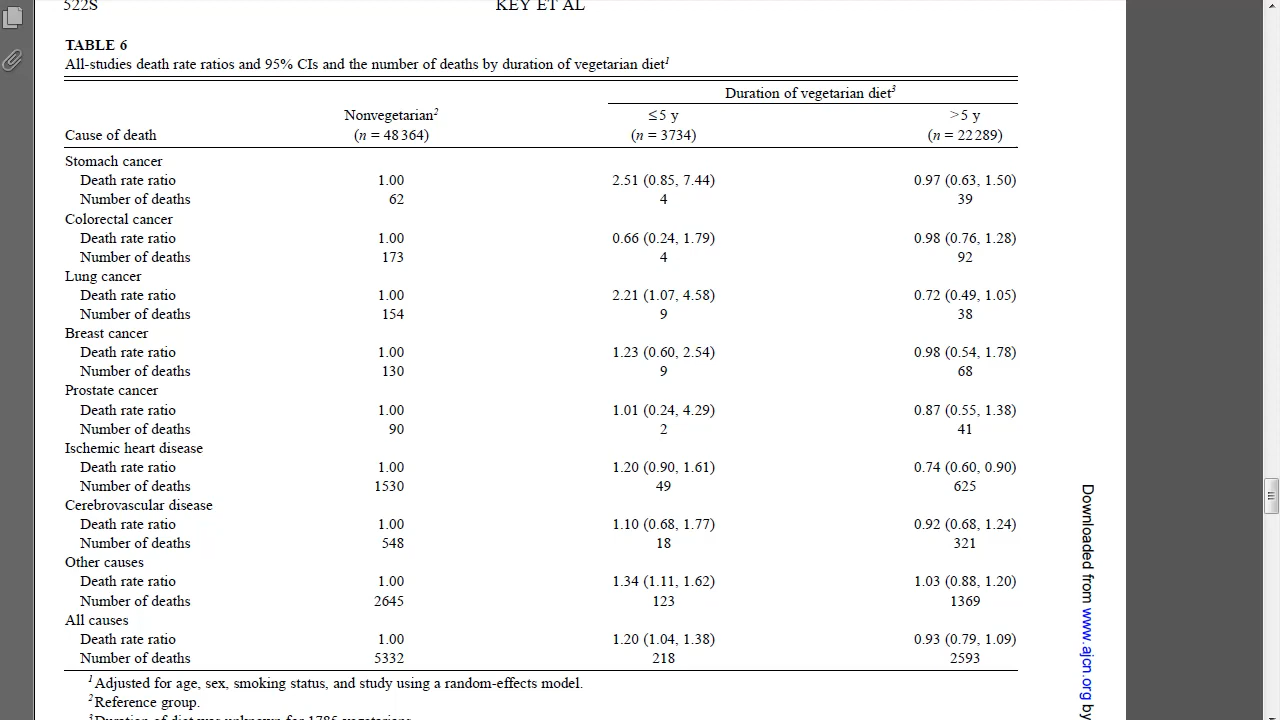 522S KEY ET AL
TABLE 6
All-studies death rate ratios and 95% CIs and the number of deaths by duration of vegetarian diet1
Duration of vegetarian diet3
Nonvegetarian2 ≤5 y >5 y
Cause of death (n = 48 364) (n = 3734) (n = 22 289)
Stomach cancer
Death rate ratio 1.00 2.51 (0.85, 7.44) 0.97 (0.63, 1.50)
Number of deaths 62 4 39
Colorectal cancer
Death rate ratio 1.00 0.66 (0.24, 1.79) 0.98 (0.76, 1.28)
Number of deaths 173 4 92
Lung cancer
Death rate ratio 1.00 2.21 (1.07, 4.58) 0.72 (0.49, 1.05)
Number of deaths 154 9 38
Breast cancer
Death rate ratio 1.00 1.23 (0.60, 2.54) 0.98 (0.54, 1.78)
Number of deaths 130 9 68
Prostate cancer
Death rate ratio 1.00 1.01 (0.24, 4.29) 0.87 (0.55, 1.38)
Number of deaths 90 2 41
Ischemic heart disease
Death rate ratio 1.00 1.20 (0.90, 1.61) 0.74 (0.60, 0.90)
Number of deaths 1530 49 625
Cerebrovascular disease
Death rate ratio 1.00 1.10 (0.68, 1.77) 0.92 (0.68, 1.24)
Number of deaths 548 18 321
Other causes
Death rate ratio 1.00 1.34 (1.11, 1.62) 1.03 (0.88, 1.20)
Number of deaths 2645 123 1369
All causes
Death rate ratio 1.00 1.20 (1.04, 1.38) 0.93 (0.79, 1.09)
Number of deaths 5332 218 2593
1 Adjusted for age, sex, smoking status, and study using a random-effects model.
2 Reference group.
3 Duration of diet was unknown for 1785 vegetarians.
Downloaded from www.ajcn.org by